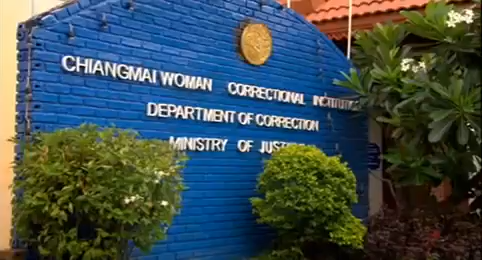 CHIANGMAI WOMAN CORRECTIONAL
DEPARTMENT OF CORRECTION
MINISTRY OF